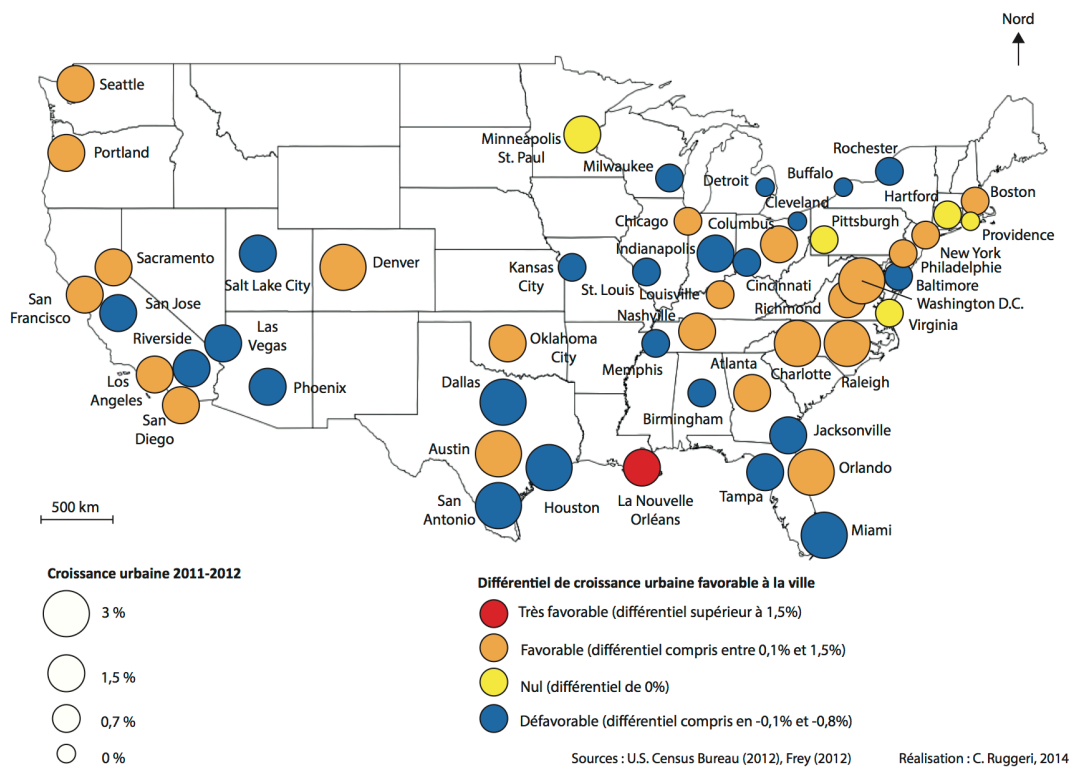 Nord
Seattle
Portland
Minneapolis
St. Paul
Milwaukee
Detroit
Buffalo
Rochester
Cleveland
Hartford
Boston
Chicago
Columbus
Pittsburgh
Providence
New York
Sacramento
Denver
Salt Lake City
Kansas
City
Indianapolis
St. Louis
Louisville
Cincinnati
Philadelphie
Baltimore
Washington D.C.
Richmond
Virginia
San
Francisco
San Jose
Riverside
Las
Vegas
Nashville
Oklahoma
City
Memphis
Atlanta
Charlotte
Raleigh
Los
Angeles
Phoenix
San
Diego
Dallas
Birmingham
Jacksonville
Austin
Orlando
San
Antonio
Houston
La Nouvelle
Orléans
Tampa
Miami
500 km
Croissance urbaine 2011-2012
3 %
1,5 %
0,7 %
0 %
Différentiel de croissance urbaine favorable à la ville
Très favorable (différentiel supérieur à 1,5%)
Favorable (différentiel compris entre 0,1% et 1,5%)
Nul (différentiel de 0%)
Défavorable (différentiel compris en -0,1% et -0,8%)
Sources : U.S. Census Bureau (2012), Frey (2012)
Réalisation : C. Ruggeri, 2014